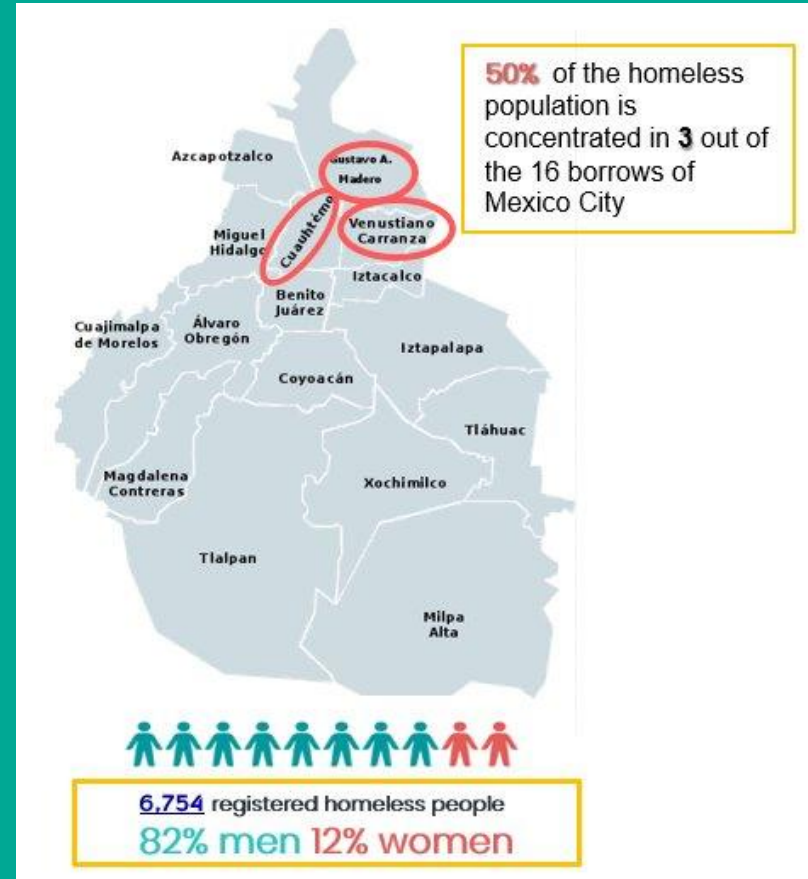 50% of the homeless
population is
concentrated in 3 out of
the 16 borrows of
Mexico City
Azcapotzalco
Gustavo A.
Madero
Cuauhtémo
Venustiano
Carranza
Miguel
Hidalgo
Iztacalco
Benito
Juárez
Cuajimalpa
de Morelos
Álvaro
Obregón
Iztapalapa
Coyoacán
Tláhuac
Magdalena
Contreras
Xochimilco
Tlalpan
Milpa
Alta
6,754 registered homeless people
82% men 12% women